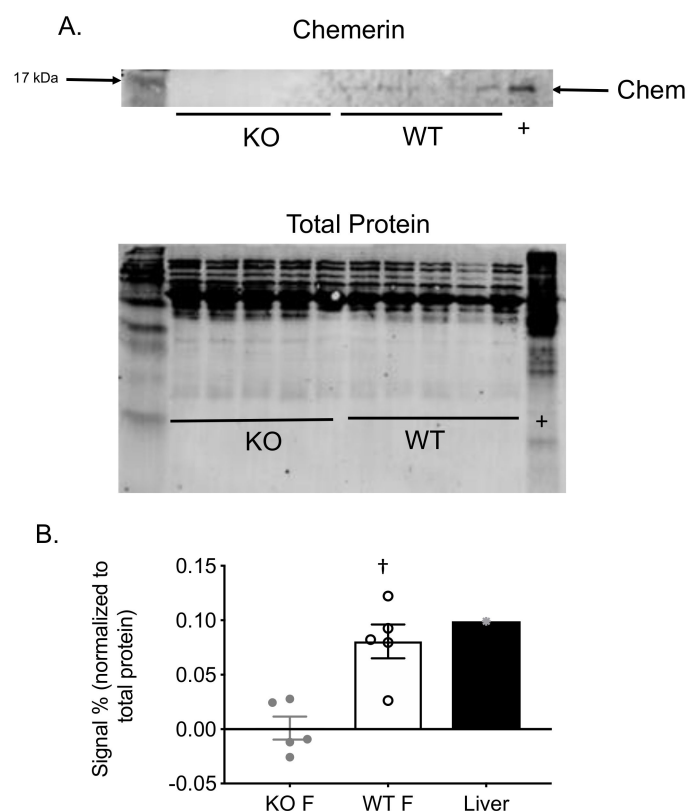 A.
Chemerin
17 kDa
Chem
KO
WT
+
Total Protein
KO
WT
+
B.
Signal % (normalized to
total protein)
†
0.15
0.10
0.05
0.00
-0.05
KO F
WT F
Liver